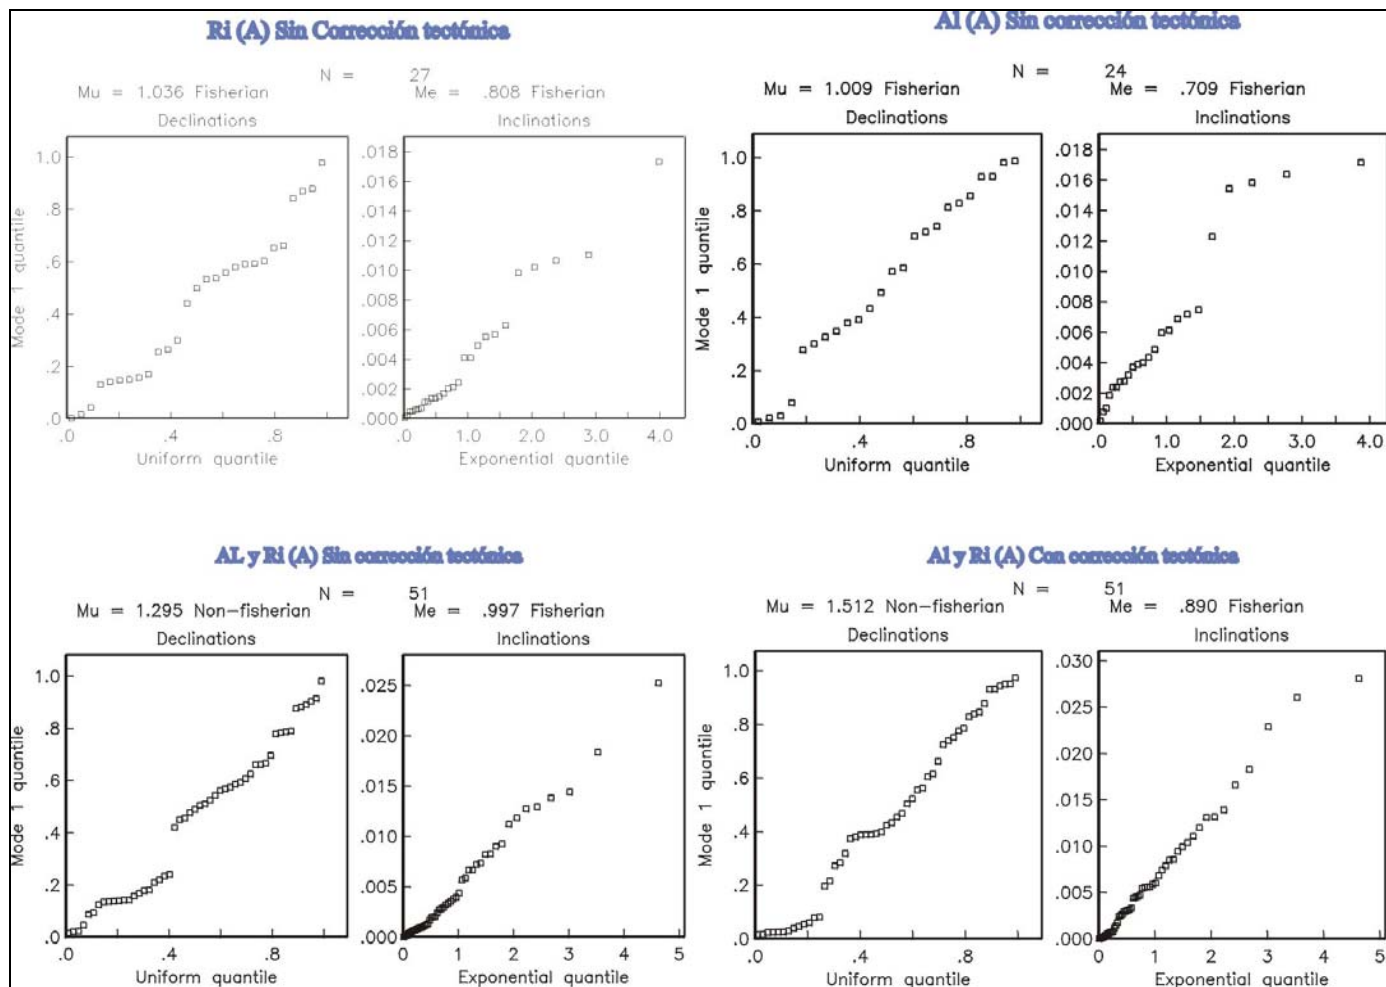 Ri (A) Sin Corrección tectónica
N = 27
Mu = 1.036 Fisherian Me = .808 Fisherian
Declinations Inclinations
1.0
.8
.6
.4
.2
.0
Mode 1 quantile
.0 .4 .8
Uniform quantile
.018
.016
.014
.012
.010
.008
.006
.004
.002
.000
.0 1.0 2.0 3.0 4.0
Exponential quantile
Al (A) Sin corrección tectónica
N = 24
Mu = 1.009 Fisherian Me = .709 Fisherian
Declinations Inclinations
1.0
.8
.6
.4
.2
.0
Mode 1 quantile
.0 .4 .8
Uniform quantile
.018
.016
.014
.012
.010
.008
.006
.004
.002
.000
.0 1.0 2.0 3.0 4.0
Exponential quantile
AL y Ri (A) Sin corrección tectónica
N = 51
Mu = 1.295 Non-fisherian Me = .997 Fisherian
Declinations Inclinations
1.0
.8
.6
.4
.2
.0
Mode 1 quantile
.0 .4 .8
Uniform quantile
.025
.020
.015
.010
.005
.000
0 1 2 3 4 5
Exponential quantile
Al y Ri (A) Con corrección tectónica
N = 51
Mu = 1.512 Non-fisherian Me = .890 Fisherian
Declinations Inclinations
1.0
.8
.6
.4
.2
.0
Mode 1 quantile
.0 .4 .8
Uniform quantile
.030
.025
.020
.015
.010
.005
.000
0 1 2 3 4 5
Exponential quantile